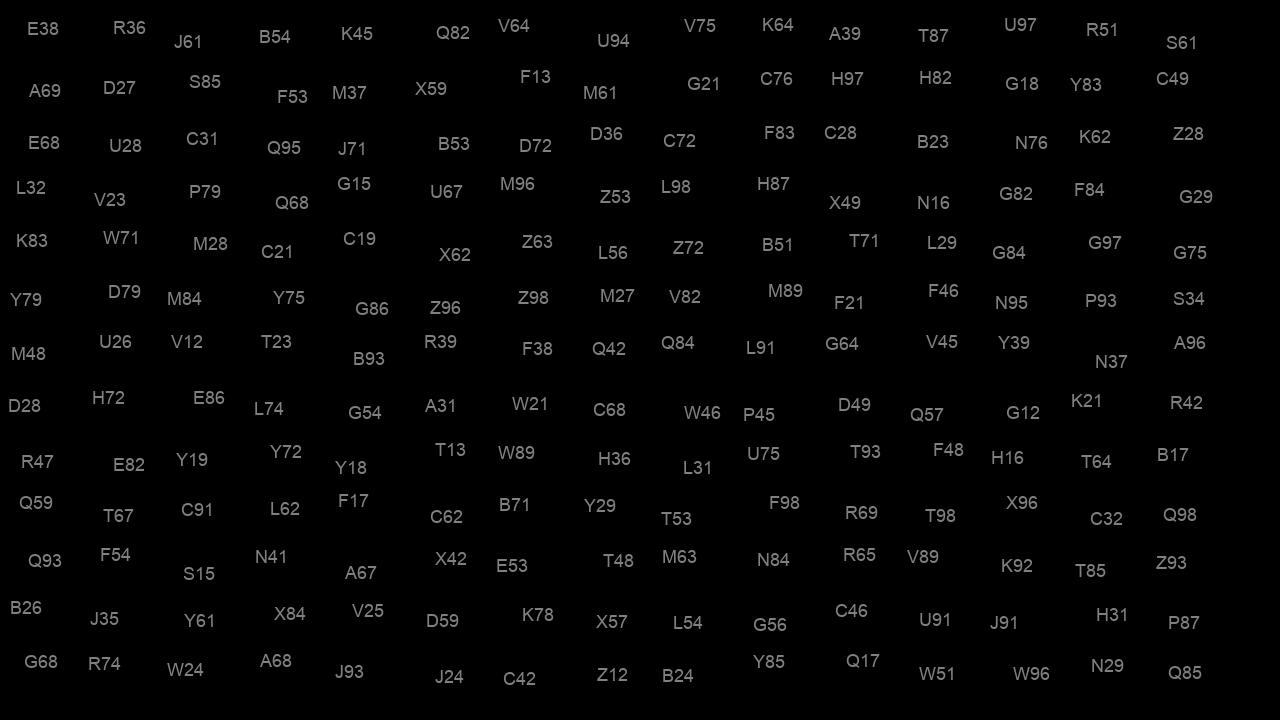 E38 R36 J61 B54 K45 Q82 V64 U94 V75 K64 A39 T87 U97 R51 S61
A69 D27 S85 F53 M37 X59 F13 M61 G21 C76 H97 H82 G18 Y83 C49
E68 U28 C31 Q95 J71 B53 D72 D36 C72 F83 C28 B23 N76 K62 Z28
L32 V23 P79 Q68 G15 U67 M96 Z53 L98 H87 X49 N16 G82 F84 G29
K83 W71 M28 C21 C19 X62 Z63 L56 Z72 B51 T71 L29 G84 G97 G75
Y79 D79 M84 Y75 G86 Z96 Z98 M27 V82 M89 F21 F46 N95 P93 S34
M48 U26 V12 T23 B93 R39 F38 Q42 Q84 L91 G64 V45 Y39 N37 A96
D28 H72 E86 L74 G54 A31 W21 C68 W46 P45 D49 Q57 G12 K21 R42
R47 E82 Y19 Y72 Y18 T13 W89 H36 L31 U75 T93 F48 H16 T64 B17
Q59 T67 C91 L62 F17 C62 B71 Y29 T53 F98 R69 T98 X96 C32 Q98
Q93 F54 S15 N41 A67 X42 E53 T48 M63 N84 R65 V89 K92 T85 Z93
B26 J35 Y61 X84 V25 D59 K78 X57 L54 G56 C46 U91 J91 H31 P87
G68 R74 W24 A68 J93 J24 C42 Z12 B24 Y85 Q17 W51 W96 N29 Q85